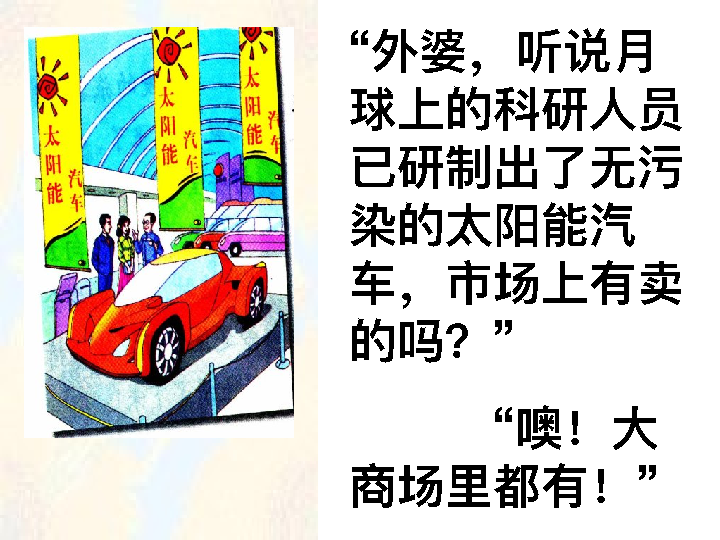 太阳能
汽车
太阳能
汽车
太阳能
汽车
“外婆，听说月
球上的科研人员
已研制出了无污
染的太阳能汽
车，市场上有卖
的吗？”
“噢！大
商场里都有！”